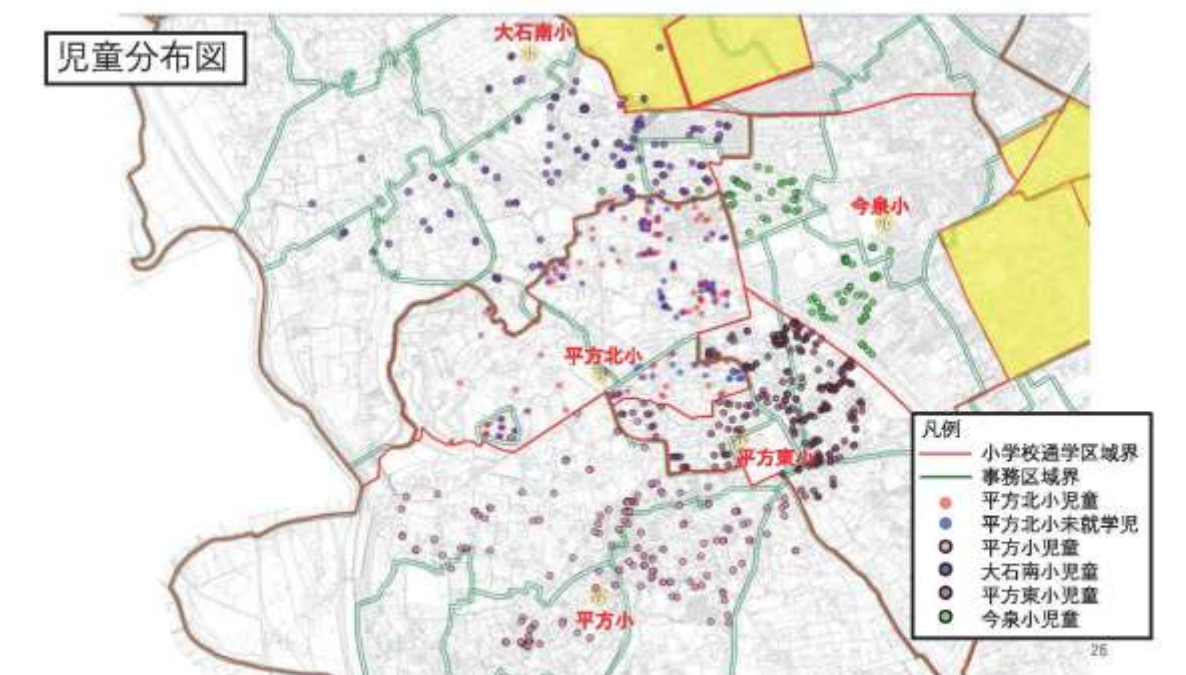 児童分布図
大石南小
今泉小
平方北小
平方東小
平方小
凡例
小学校通学区域界
事務区域界
平方北小児童
平方北小未就学児
平方小児童
大石南小児童
平方東小児童
今泉小児童
26